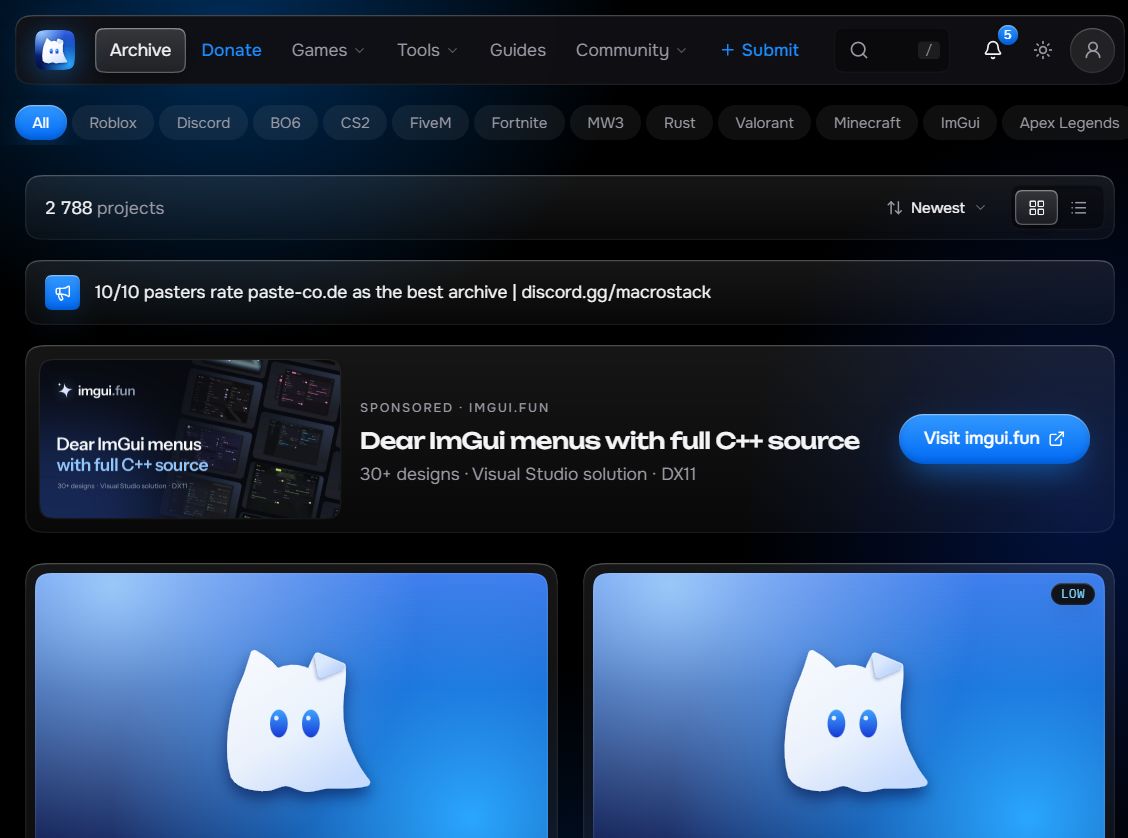 Archive Donate Games Tools Guides Community + Submit / 5
All Roblox Discord BO6 CS2 FiveM Fortnite MW3 Rust Valorant Minecraft ImGui Apex Legends
2 788 projects Newest
10/10 pasters rate paste-co.de as the best archive | discord.gg/macrostack
imgui.fun
Dear ImGui menus
with full C++ source
30+ designs · Visual Studio solution · DX11
SPONSORED · IMGUI.FUN
Dear ImGui menus with full C++ source
30+ designs · Visual Studio solution · DX11
Visit imgui.fun
LOW